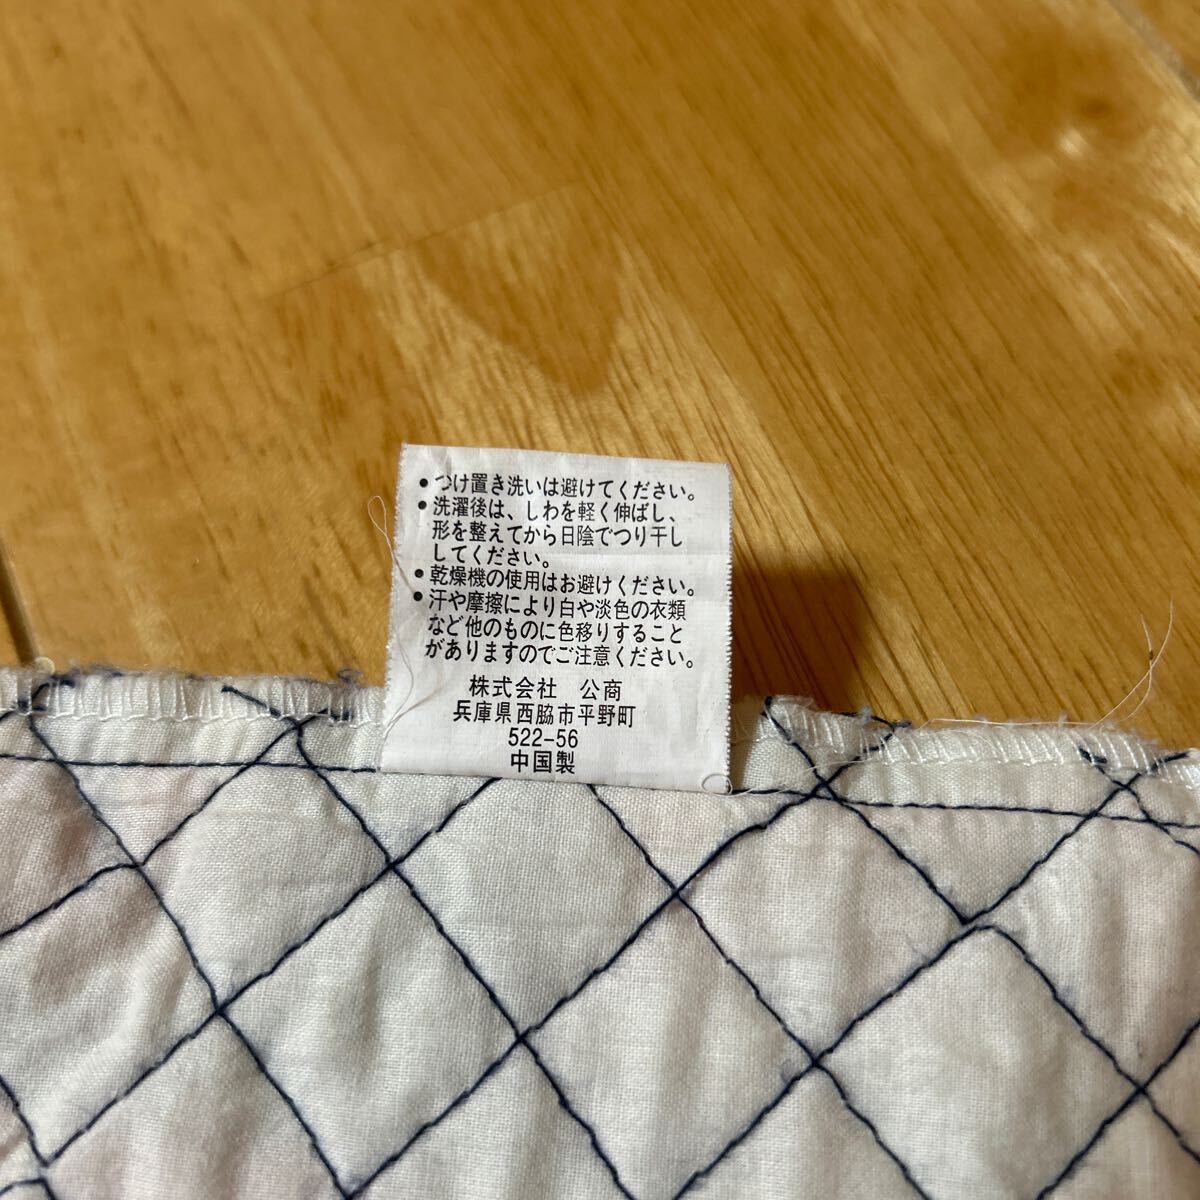 ●つけ置き洗いは避けてください。
●洗濯後は、しわを軽く伸ばし、
形を整えてから日陰でつり干し
してください。
●乾燥機の使用はお避けください。
●汗や摩擦により白や淡色の衣類
など他のものに色移りすること
がありますのでご注意ください。
株式会社 公商
兵庫県西脇市平野町
522-56
中国製